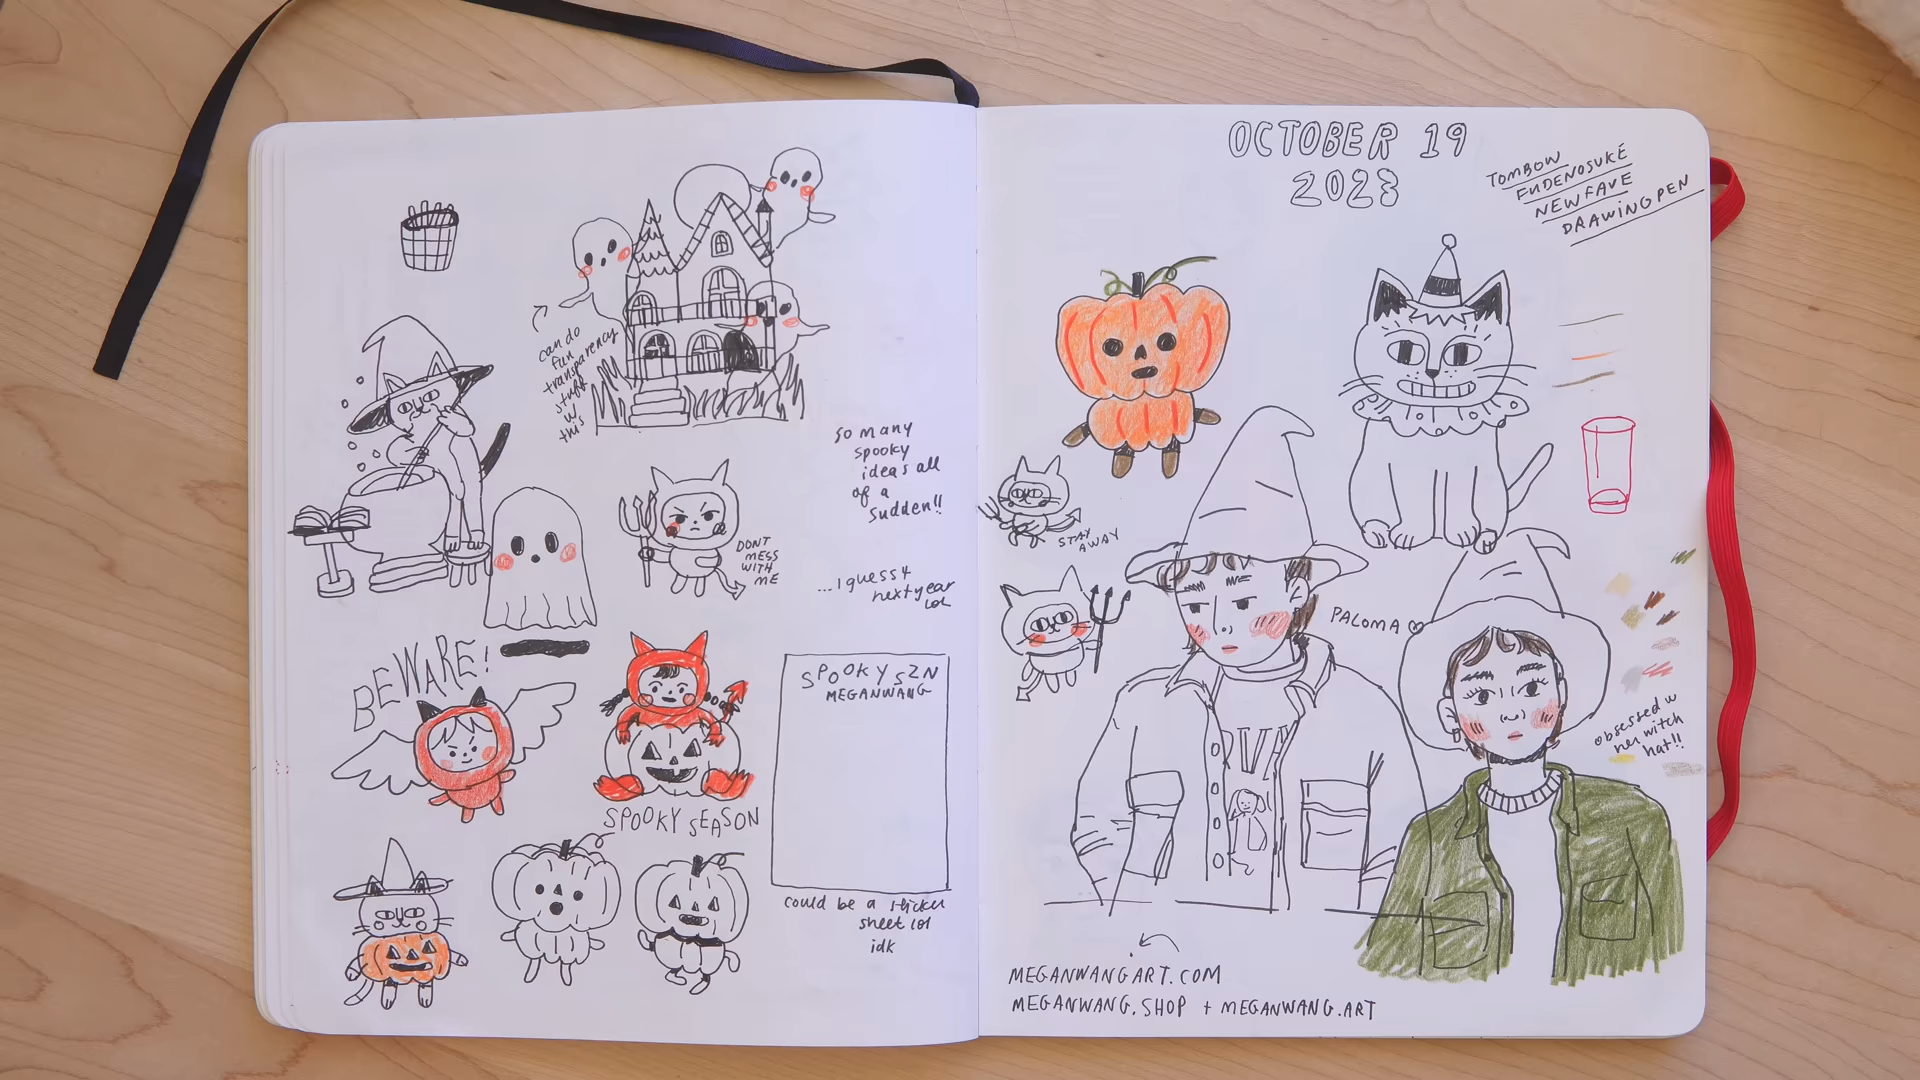 can do
fun
transparency
stuff
w
this
so many
spooky
ideas all
of a
sudden!!
DONT
MESS
WITH
ME
...I guess 4
next year
lol
BEWARE!
SPOOKY SZN
MEGANWANG
SPOOKY SEASON
could be a sticker
sheet lol
idk
OCTOBER 19
2023
TOMBOW
FUDENOSUKE
NEW FAVE
DRAWING PEN
STAY
AWAY
PALOMA
obsessed w
her witch
hat!!
MEGANWANGART.COM
MEGANWANG.SHOP + MEGANWANG.ART